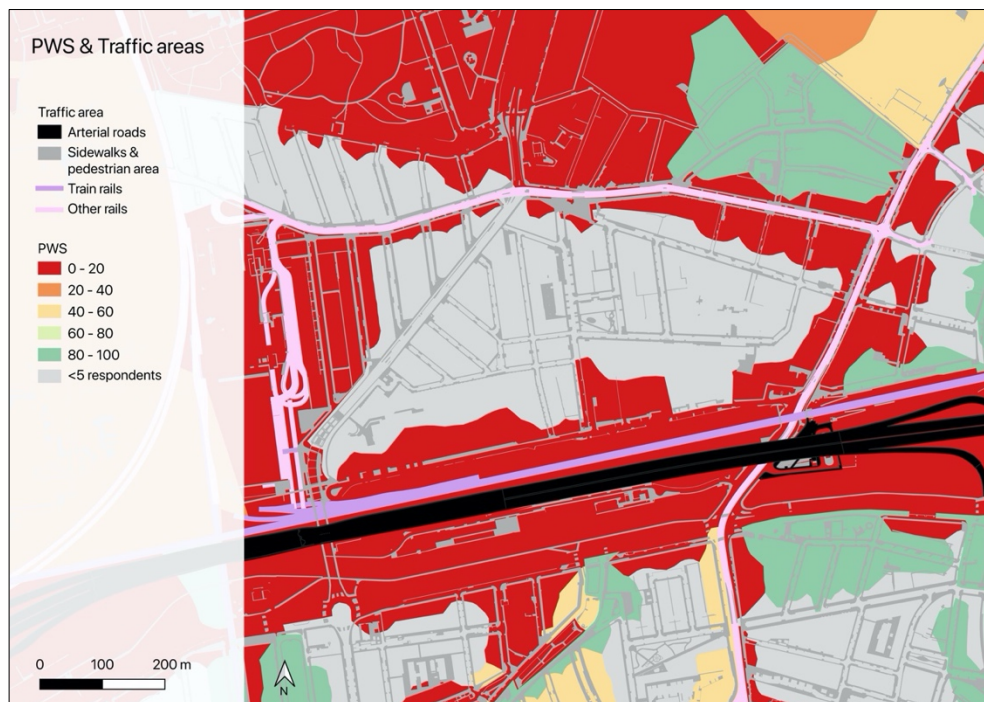 PWS & Traffic areas
Traffic area
Arterial roads
Sidewalks &
pedestrian area
Train rails
Other rails
PWS
0 - 20
20 - 40
40 - 60
60 - 80
80 - 100
<5 respondents
0 100 200 m
N